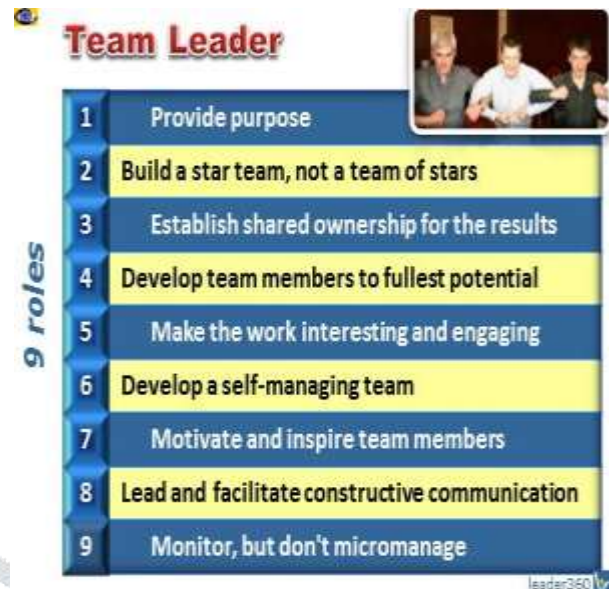 Team Leader
9 roles
1 Provide purpose
2 Build a star team, not a team of stars
3 Establish shared ownership for the results
4 Develop team members to fullest potential
5 Make the work interesting and engaging
6 Develop a self-managing team
7 Motivate and inspire team members
8 Lead and facilitate constructive communication
9 Monitor, but don't micromanage
leader360